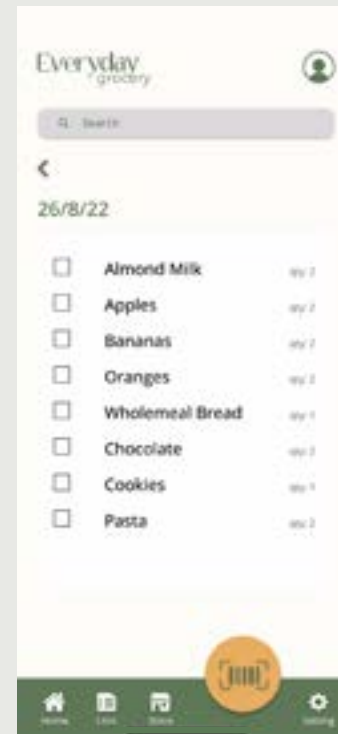 Everyday
grocery
Search
26/8/22
Almond Milk
Apples
Bananas
Oranges
Wholemeal Bread
Chocolate
Cookies
Pasta
Home
Lists
Store
Setting